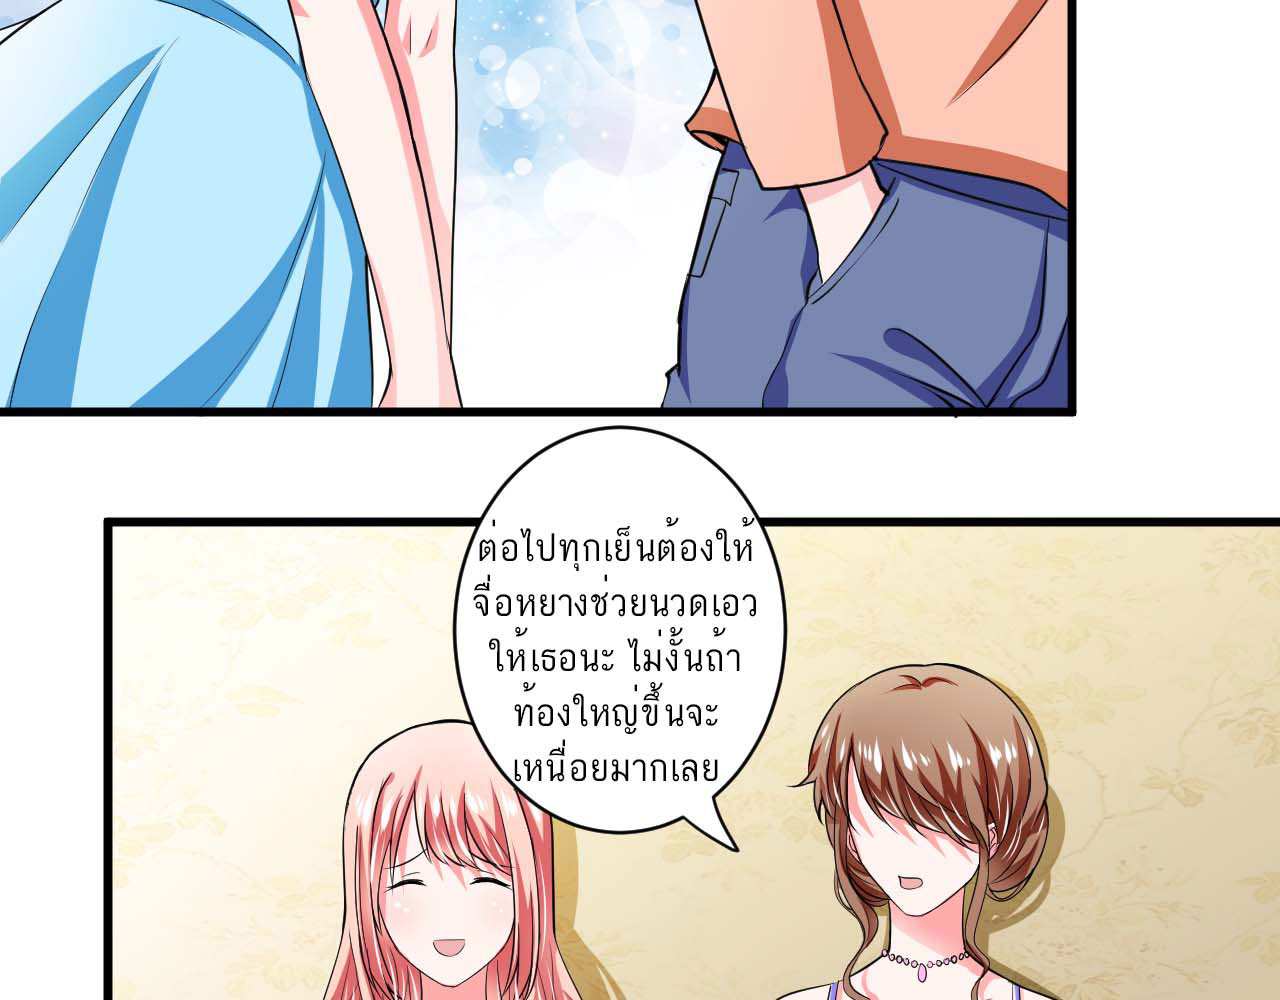 ต่อไปทุกเย็นต้องให้
จื่อหยางช่วยนวดเอว
ให้เธอนะ ไม่งั้นถ้า
ท้องใหญ่ขึ้นจะ
เหนื่อยมากเลย